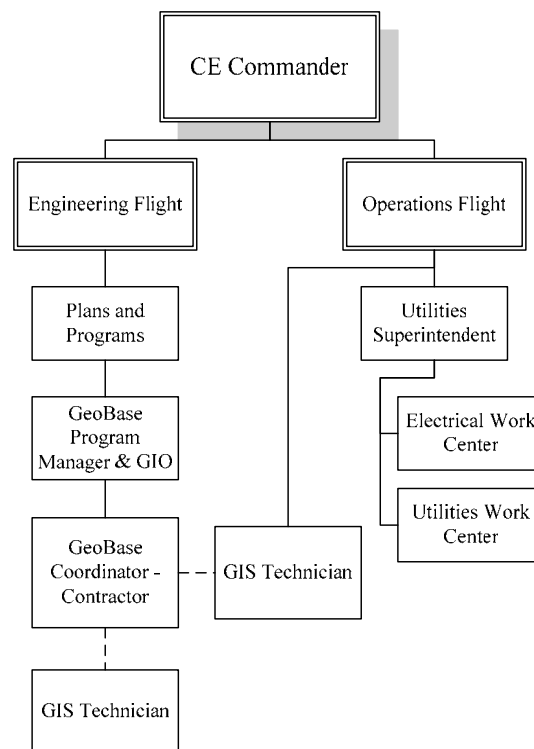 CE Commander
Engineering Flight
Operations Flight
Plans and
Programs
Utilities
Superintendent
GeoBase
Program
Manager & GIO
Electrical Work
Center
Utilities Work
Center
GeoBase
Coordinator -
Contractor
GIS Technician
GIS Technician